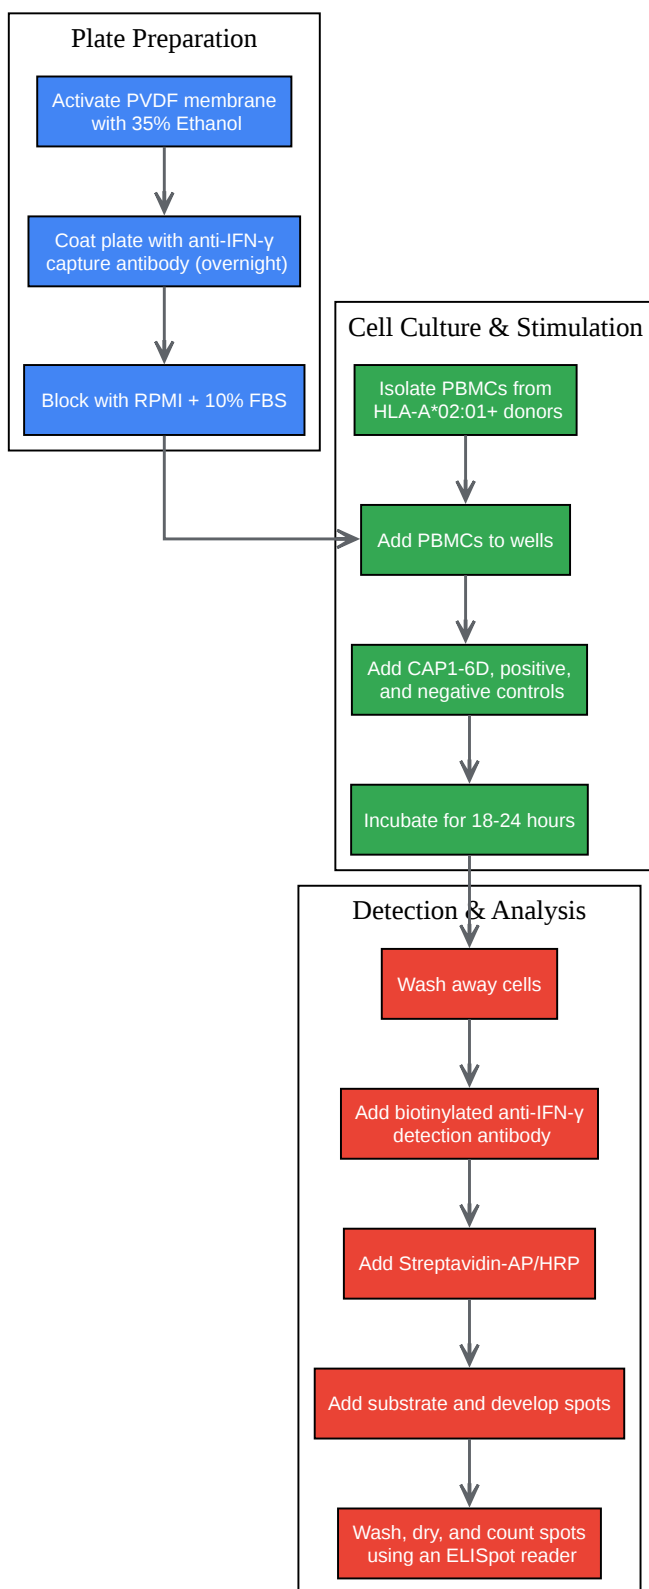 Plate Preparation
Activate PVDF membrane
with 35% Ethanol
Coat plate with anti-IFN-γ
capture antibody (overnight)
Block with RPMI + 10% FBS
Cell Culture & Stimulation
Isolate PBMCs from
HLA-A*02:01+ donors
Add PBMCs to wells
Add CAP1-6D, positive,
and negative controls
Incubate for 18-24 hours
Detection & Analysis
Wash away cells
Add biotinylated anti-IFN-γ
detection antibody
Add Streptavidin-AP/HRP
Add substrate and develop spots
Wash, dry, and count spots
using an ELISpot reader